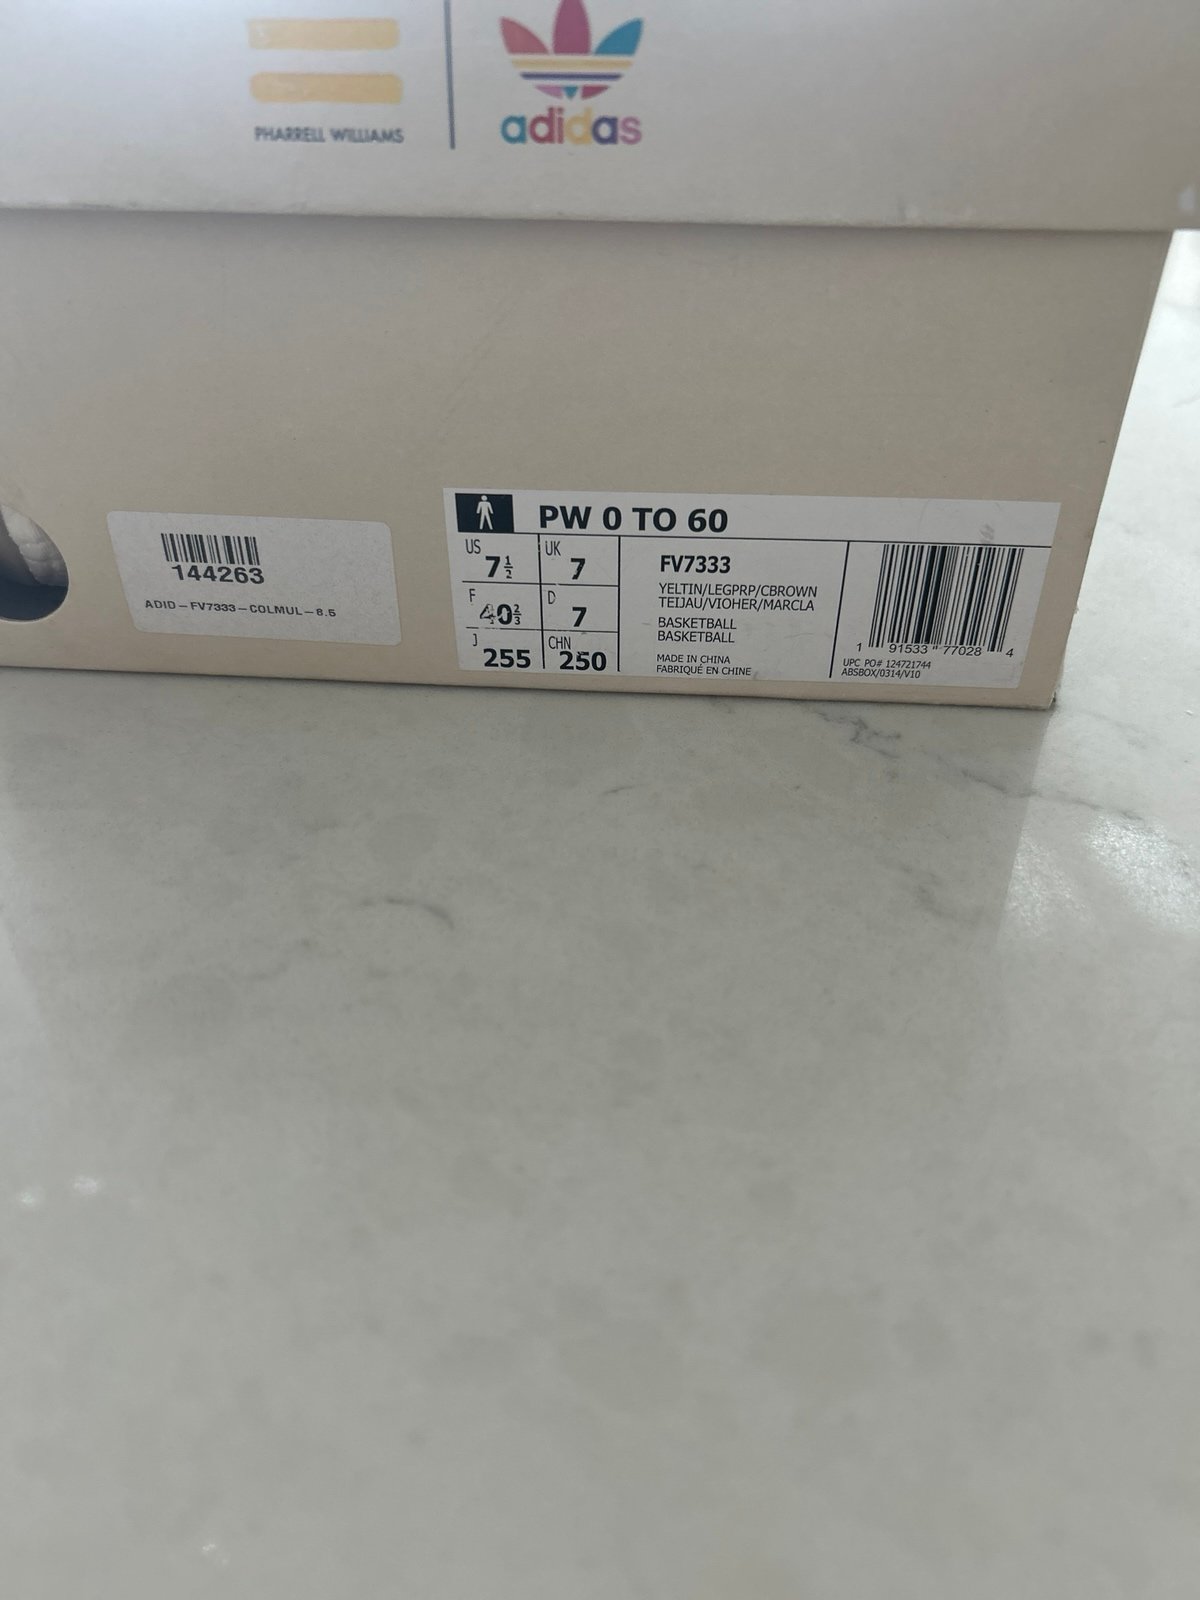 PHARRELL WILLIAMS
adidas
PW 0 TO 60
US 7½ UK 7
F 40⅔ D 7
J 255 CHN 250
FV7333
YELTIN/LEGPRP/CBROWN
TEIJAU/VIOHER/MARCLA
BASKETBALL
BASKETBALL
MADE IN CHINA
FABRIQUÉ EN CHINE
1 91533 77028 4
UPC PO# 124721744
ABSBOX/0314/V10
144263
ADID-FV7333-COLMUL-8.5